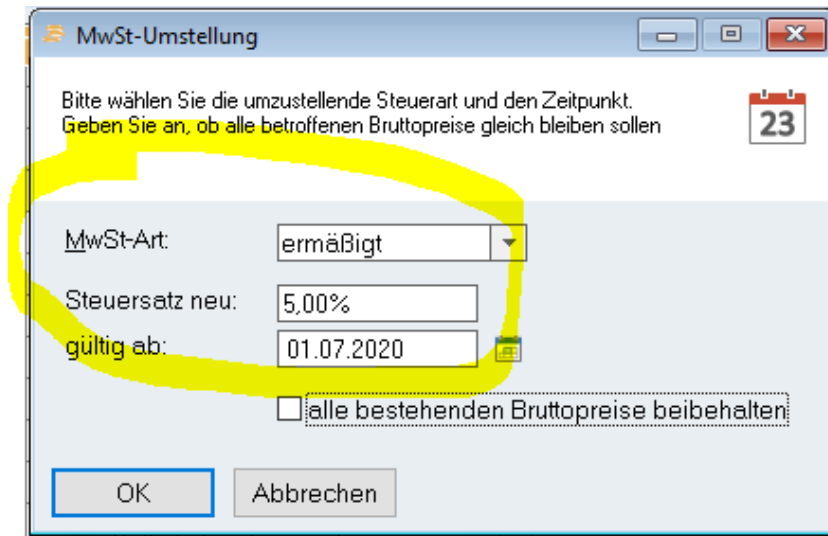 MwSt-Umstellung
Bitte wählen Sie die umzustellende Steuerart und den Zeitpunkt.
Geben Sie an, ob alle betroffenen Bruttopreise gleich bleiben sollen
23
MwSt-Art: ermäßigt
Steuersatz neu: 5,00%
gültig ab: 01.07.2020
alle bestehenden Bruttopreise beibehalten
OK Abbrechen